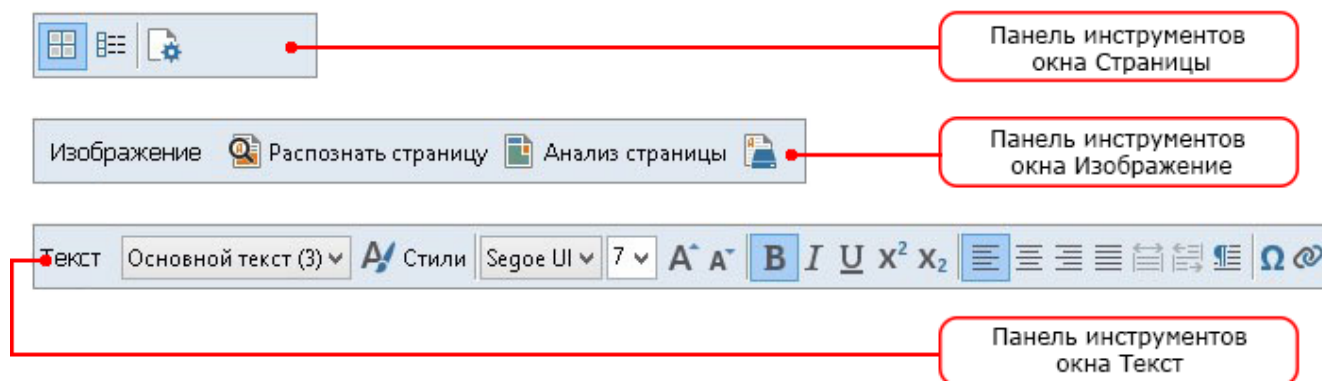 Панель инструментов
окна Страницы
Изображение Распознать страницу Анализ страницы
Панель инструментов
окна Изображение
Текст Основной текст (3) Стили Segoe UI 7 A A B I U X² X₂ Ω
Панель инструментов
окна Текст